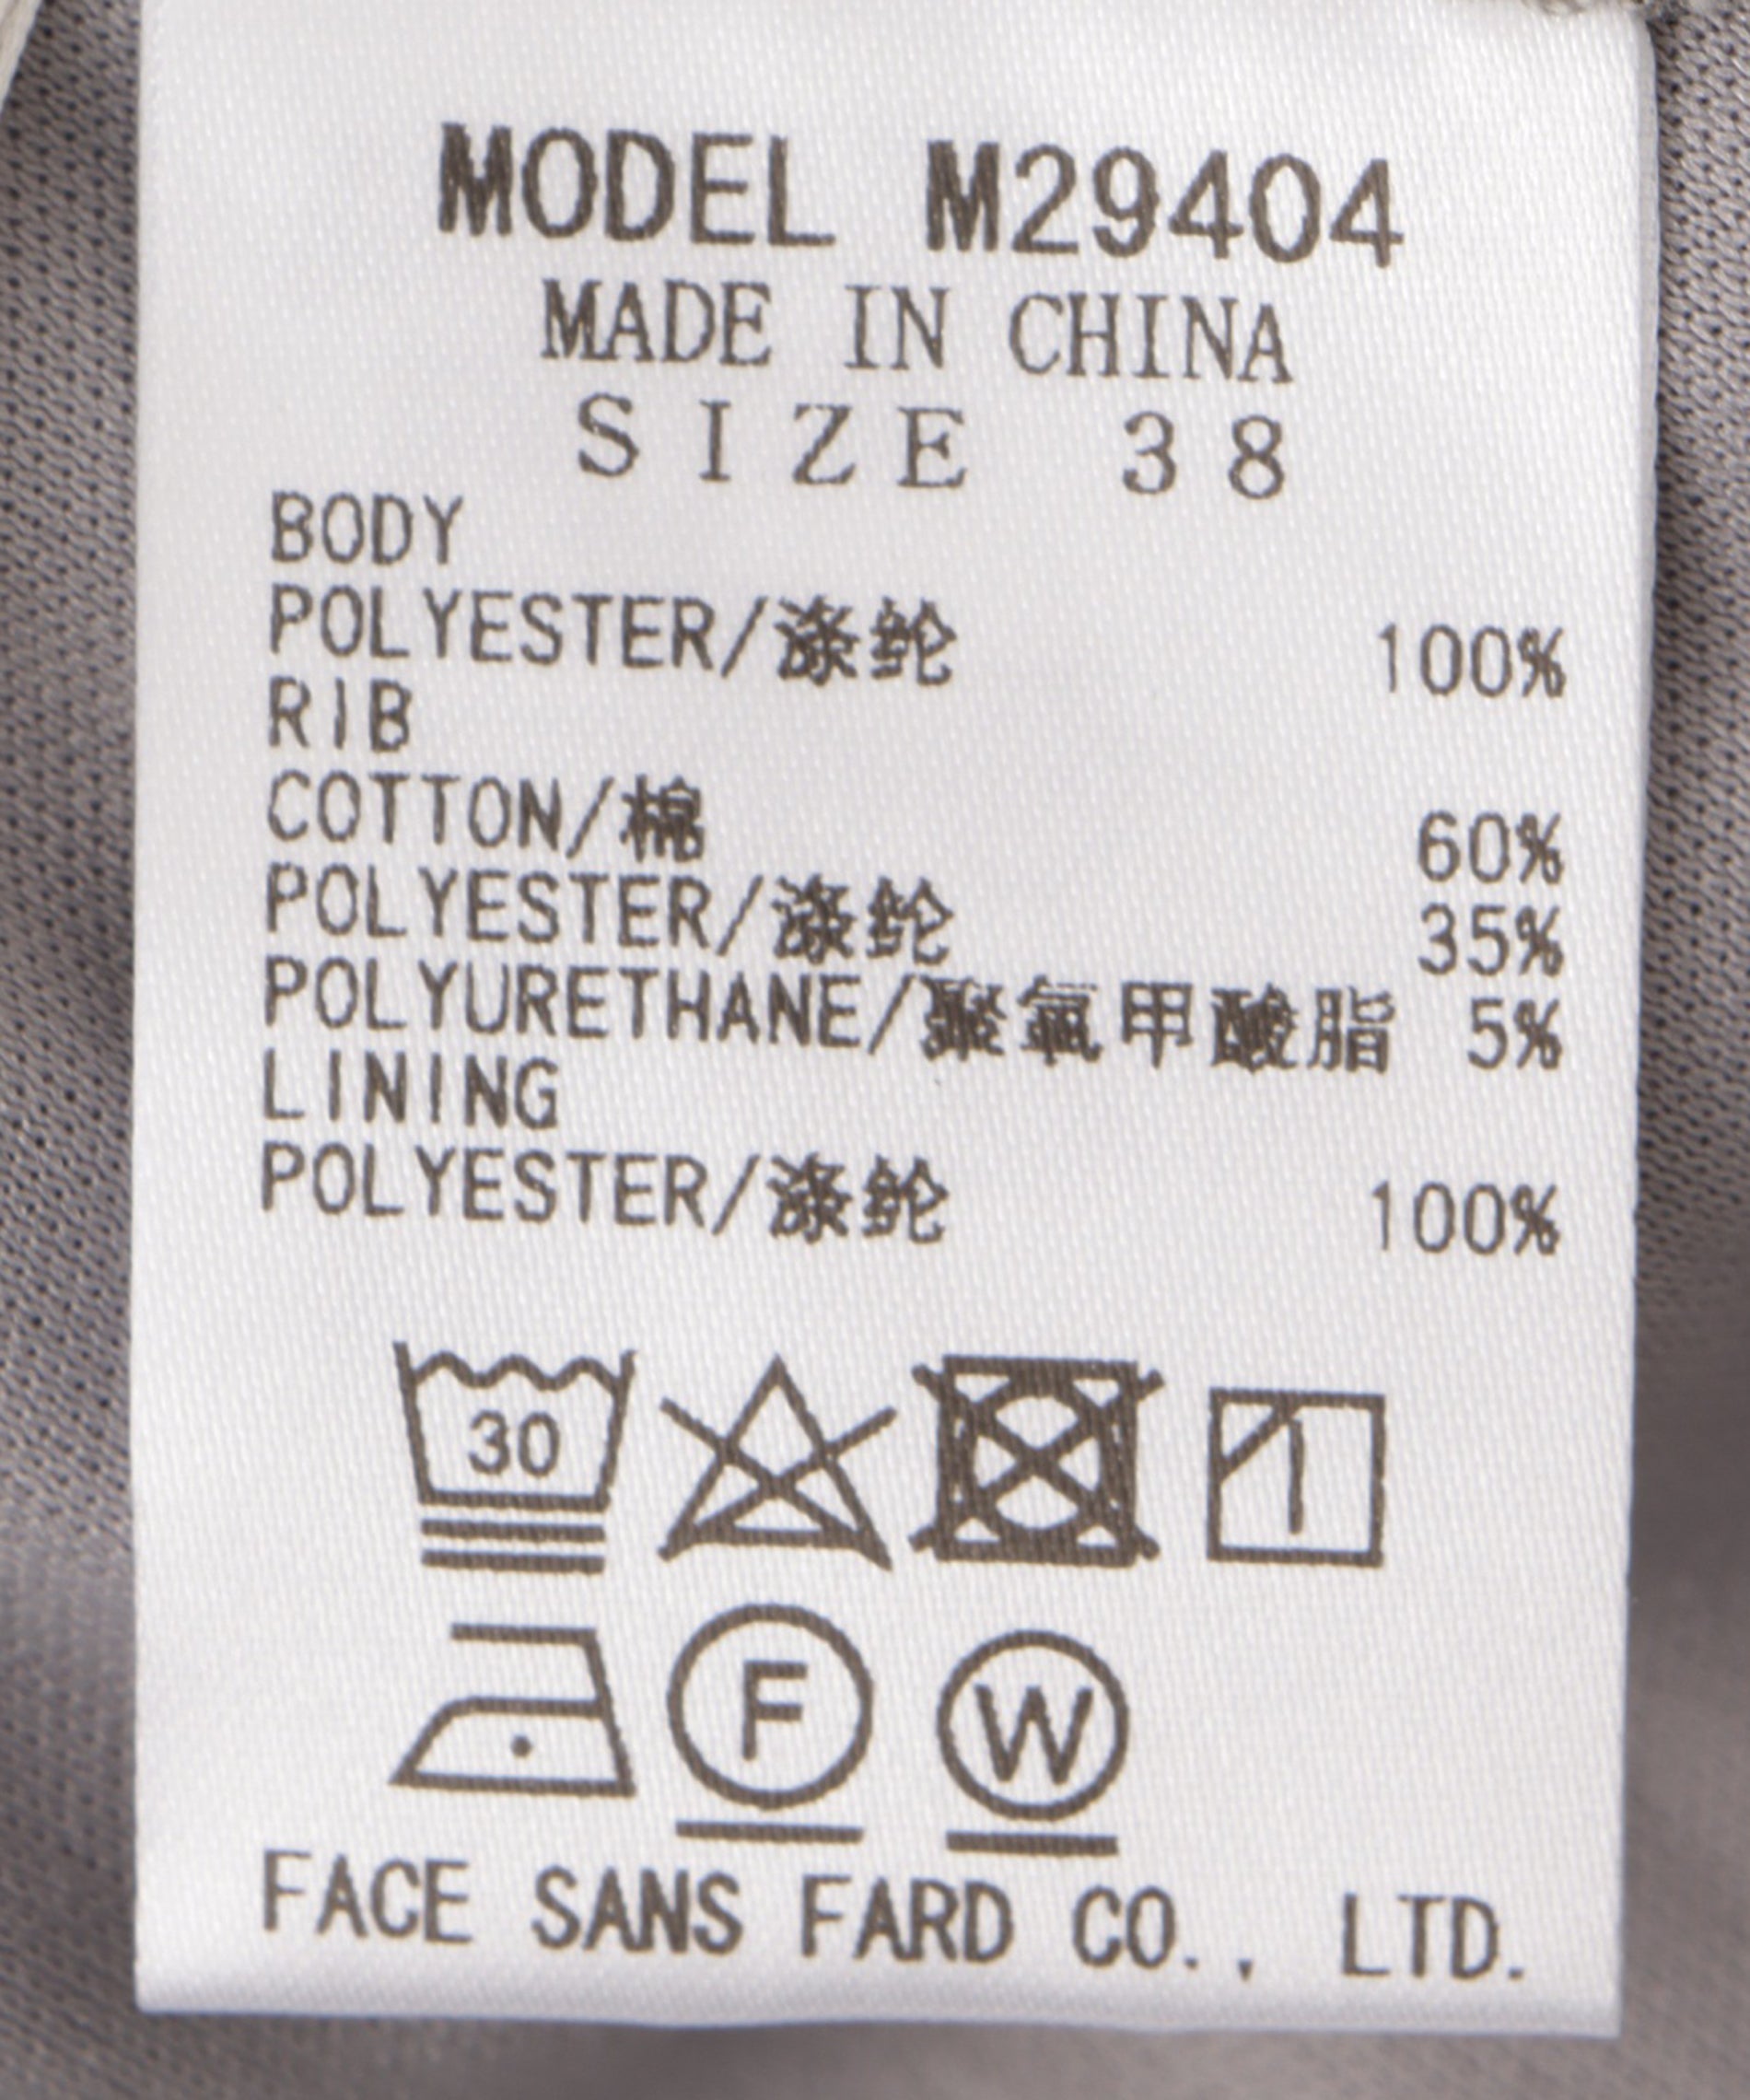 MODEL M29404
MADE IN CHINA
SIZE 38
BODY
POLYESTER/涤纶 100%
RIB
COTTON/棉 60%
POLYESTER/涤纶 35%
POLYURETHANE/聚氨甲酸脂 5%
LINING
POLYESTER/涤纶 100%
30
F W
FACE SANS FARD CO., LTD.